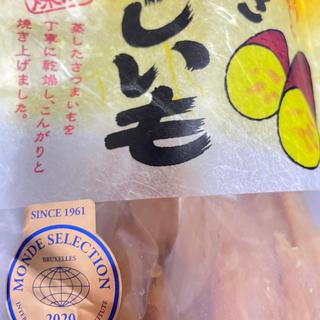 しいも
蒸したさつまいもを
丁寧に乾燥し、こんがりと
焼き上げました。
SINCE 1961
MONDE SELECTION
BRUXELLES
2020